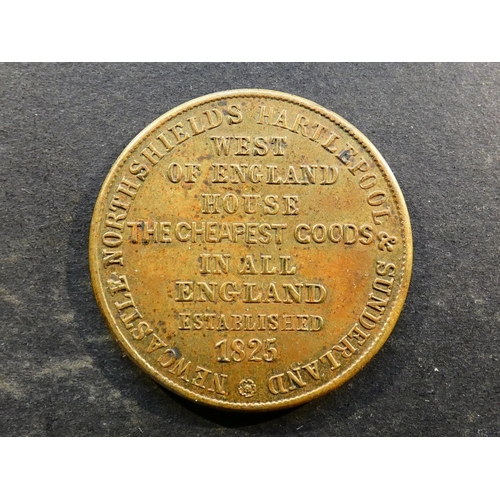 NEWCASTLE · NORTH SHIELDS HARTLEPOOL & SUNDERLAND
WEST
OF ENGLAND
HOUSE
THE CHEAPEST GOODS
IN ALL
ENGLAND
ESTABLISHED
1825